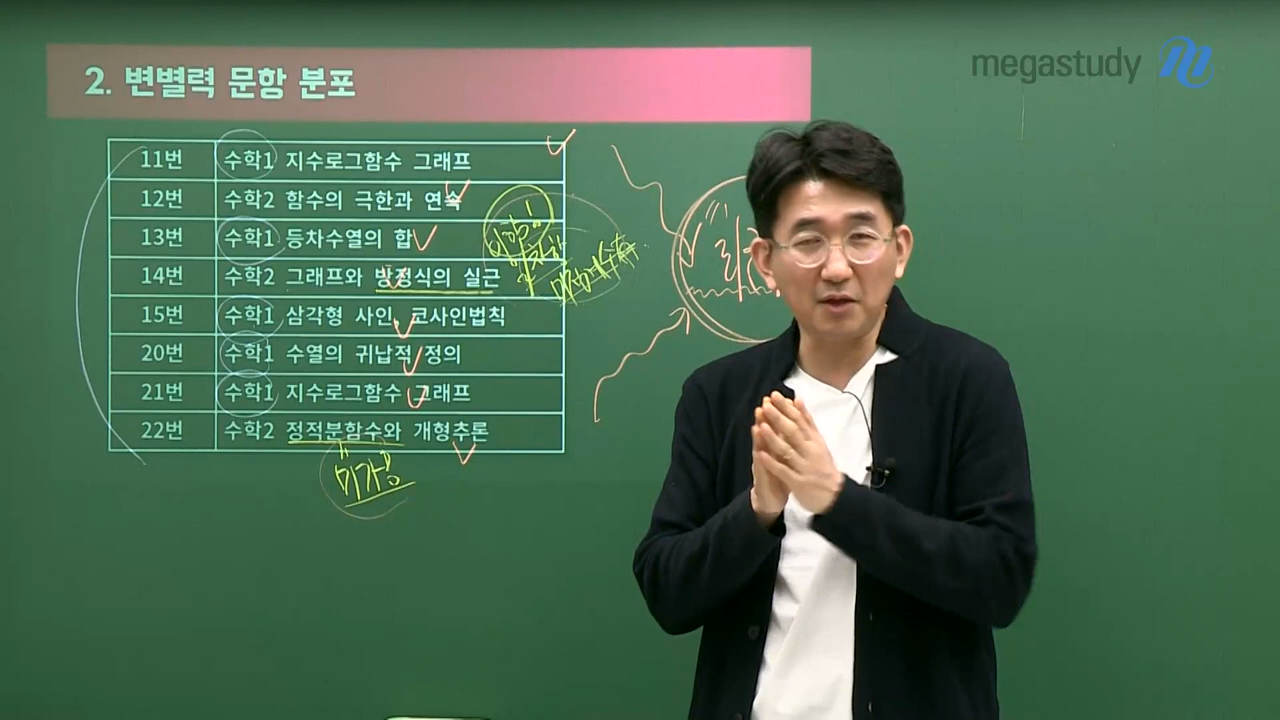 megastudy
2. 변별력 문항 분포
11번 수학1 지수로그함수 그래프
12번 수학2 함수의 극한과 연속
13번 수학1 등차수열의 합
14번 수학2 그래프와 방정식의 실근
15번 수학1 삼각형 사인, 코사인법칙
20번 수학1 수열의 귀납적 정의
21번 수학1 지수로그함수 그래프
22번 수학2 정적분함수와 개형추론
미가능